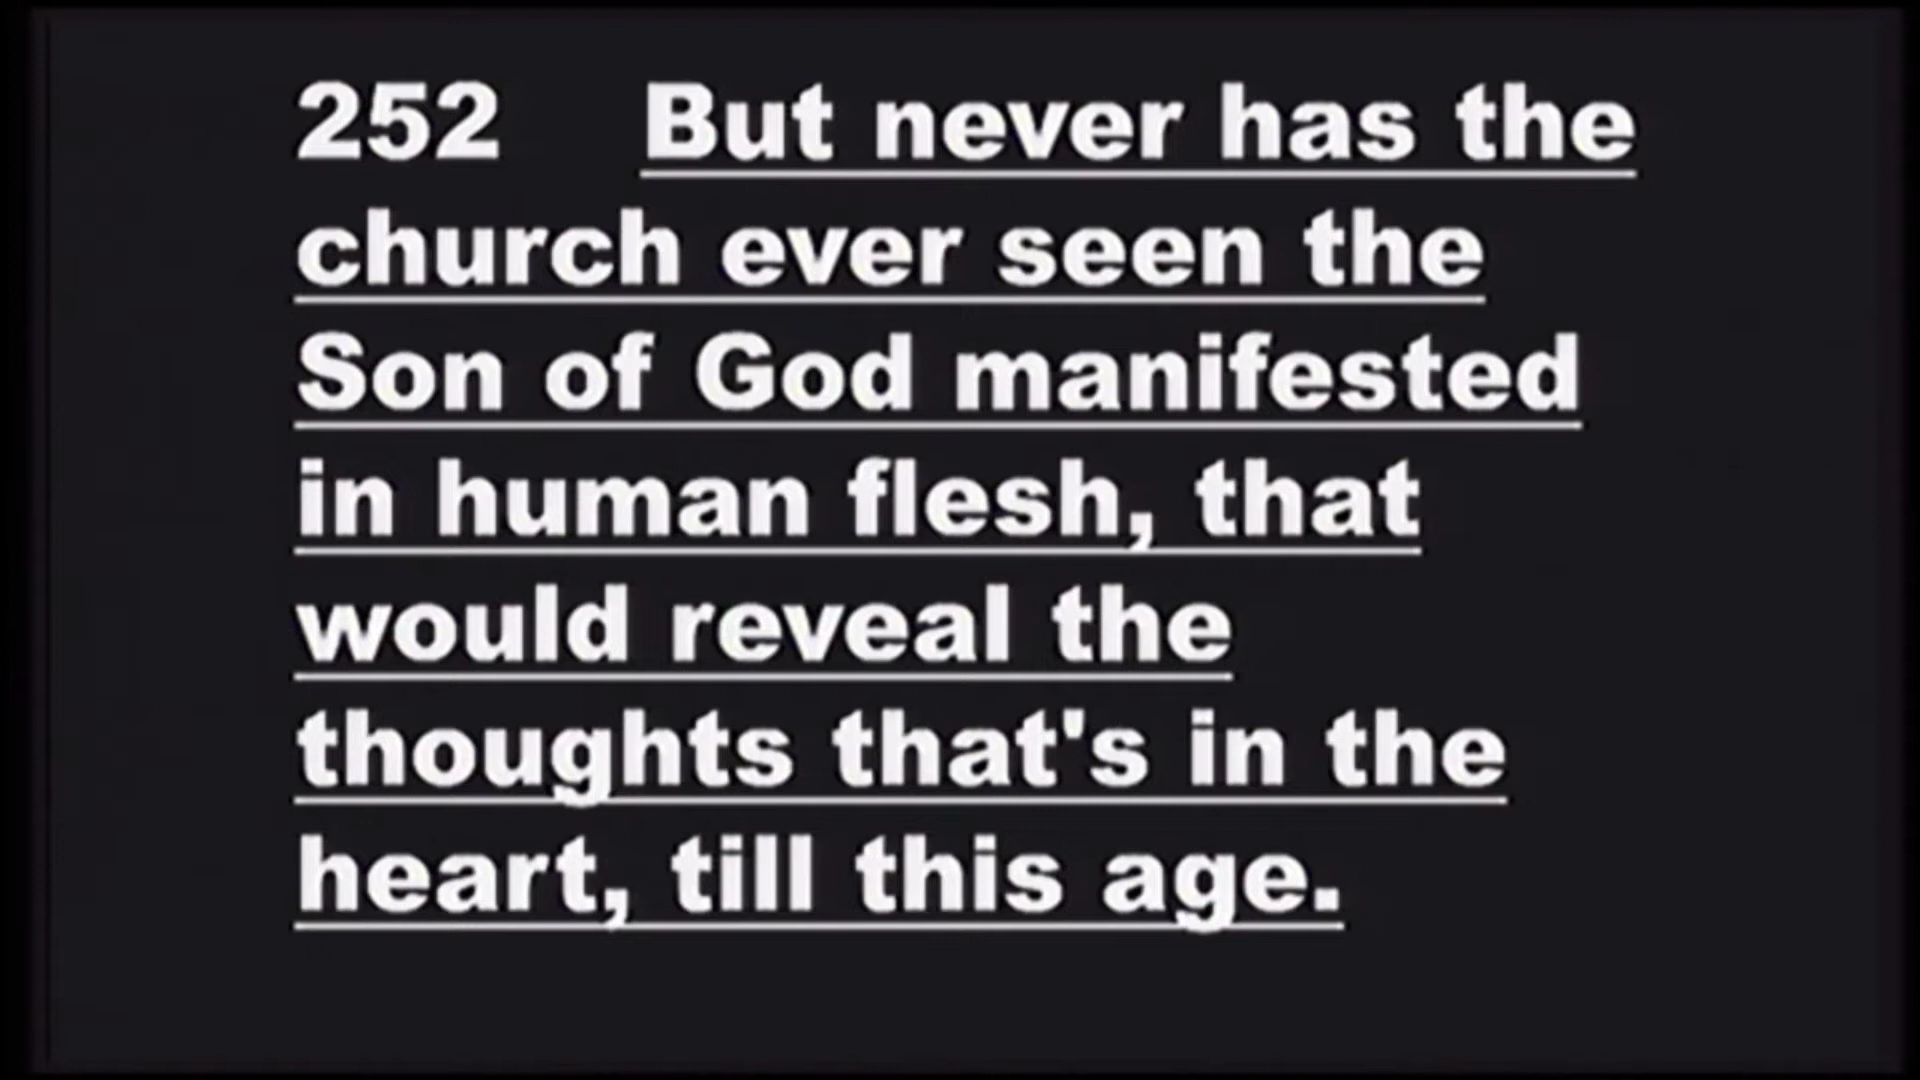 252 But never has the
church ever seen the
Son of God manifested
in human flesh, that
would reveal the
thoughts that's in the
heart, till this age.